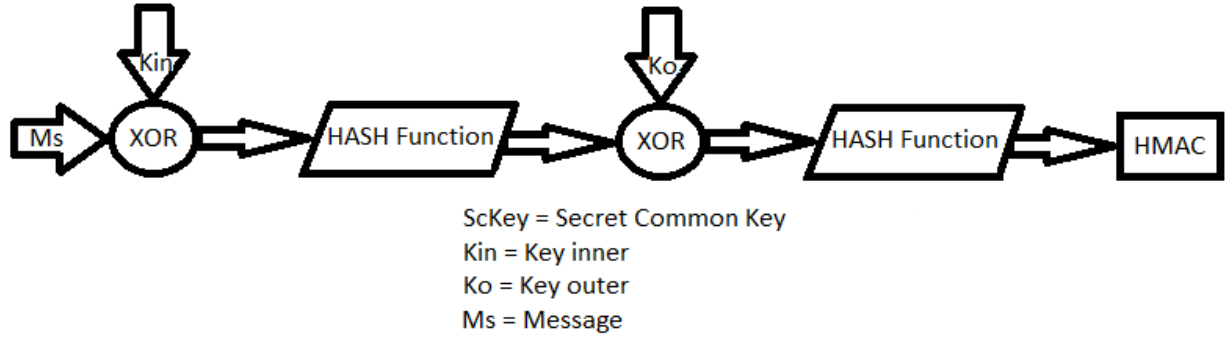 Kin
Ko
Ms
XOR
HASH Function
XOR
HASH Function
HMAC
ScKey = Secret Common Key
Kin = Key inner
Ko = Key outer
Ms = Message